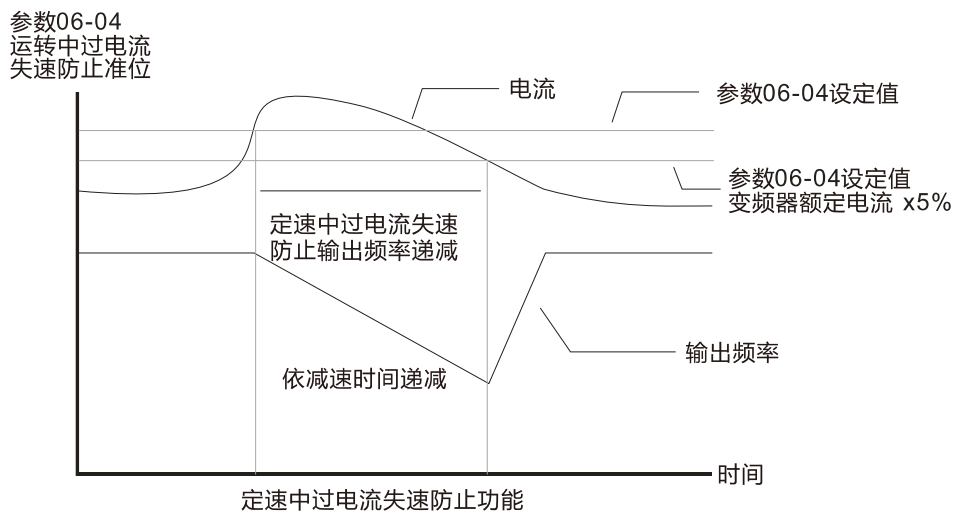 参数06-04
运转中过电流
失速防止准位
电流
参数06-04设定值
参数06-04设定值
变频器额定电流 x5%
定速中过电流失速
防止输出频率递减
输出频率
依减速时间递减
时间
定速中过电流失速防止功能